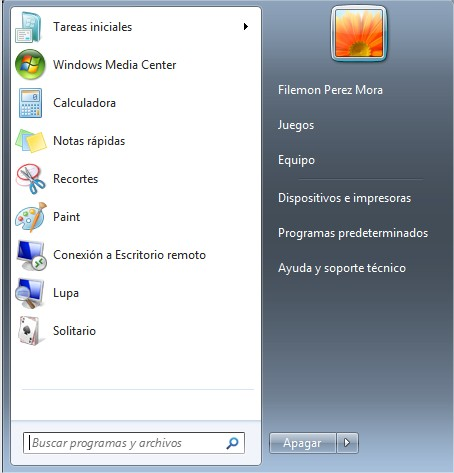 Tareas iniciales
Windows Media Center
Calculadora
Notas rápidas
Recortes
Paint
Conexión a Escritorio remoto
Lupa
Solitario
Buscar programas y archivos
Filemon Perez Mora
Juegos
Equipo
Dispositivos e impresoras
Programas predeterminados
Ayuda y soporte técnico
Apagar